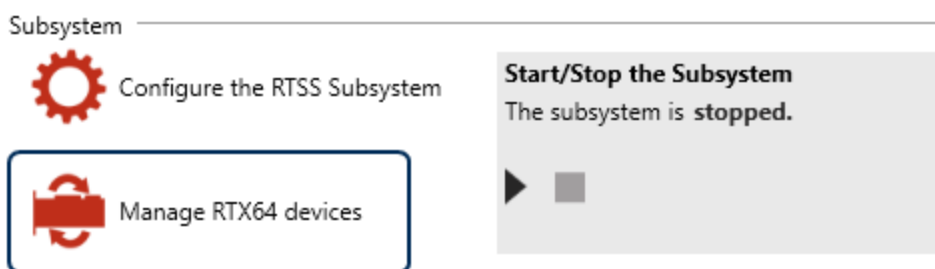 Subsystem
Configure the RTSS Subsystem
Manage RTX64 devices
Start/Stop the Subsystem
The subsystem is stopped.